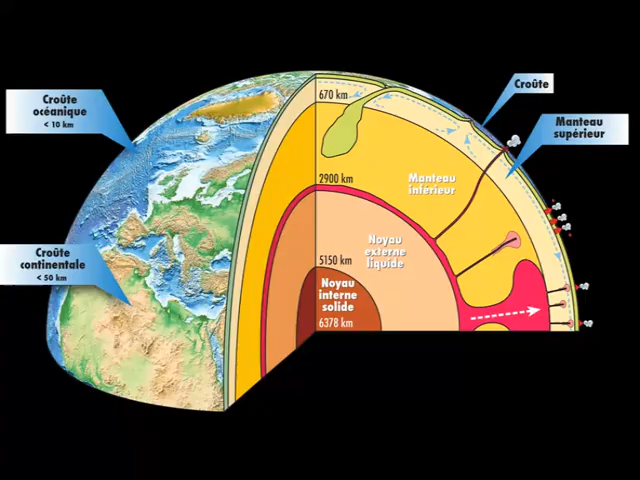 Croûte
océanique
< 10 km
Croûte
continentale
< 50 km
670 km
2900 km
5150 km
6378 km
Croûte
Manteau
supérieur
Manteau
inférieur
Noyau
externe
liquide
Noyau
interne
solide